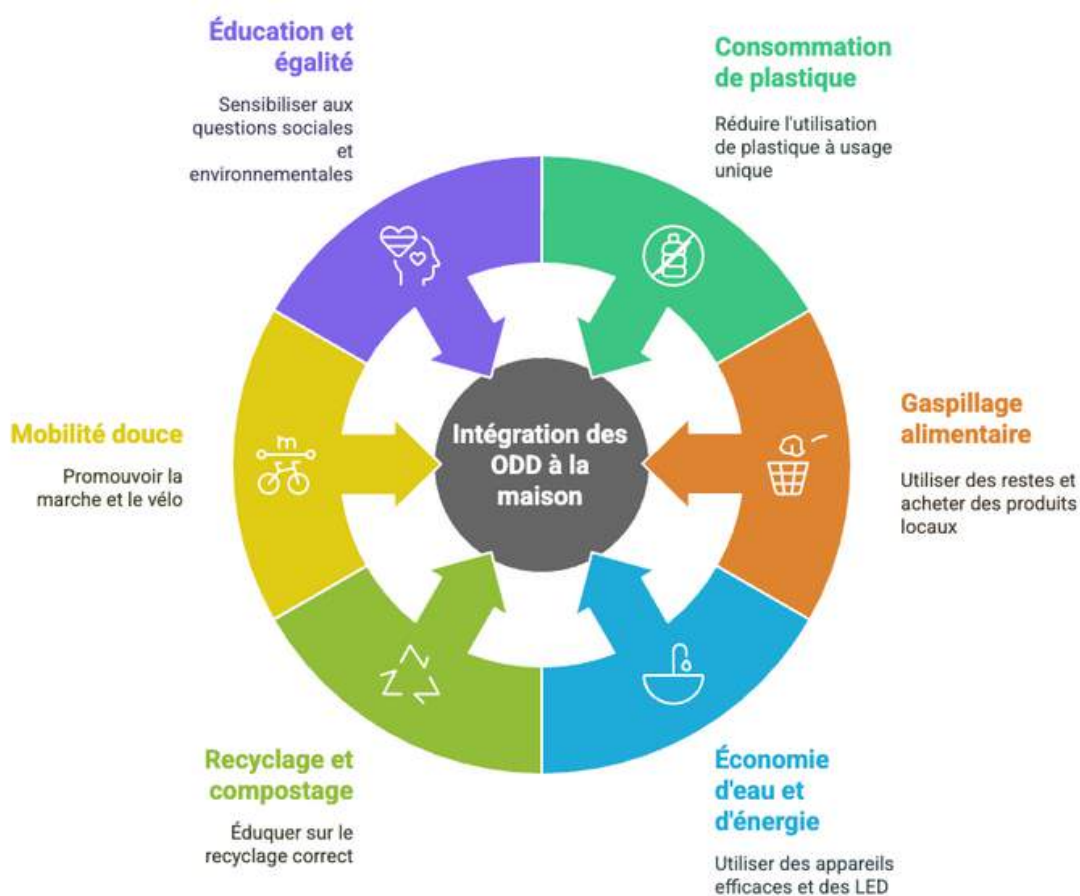 Éducation et
égalité
Sensibiliser aux
questions sociales
et
environnementales
Consommation
de plastique
Réduire l'utilisation
de plastique à usage
unique
Mobilité douce
Promouvoir la
marche et le vélo
m
Intégration des
ODD à la
maison
Gaspillage
alimentaire
Utiliser des restes et
acheter des produits
locaux
Recyclage et
compostage
Éduquer sur le
recyclage correct
Économie
d'eau et
d'énergie
Utiliser des appareils
efficaces et des LED